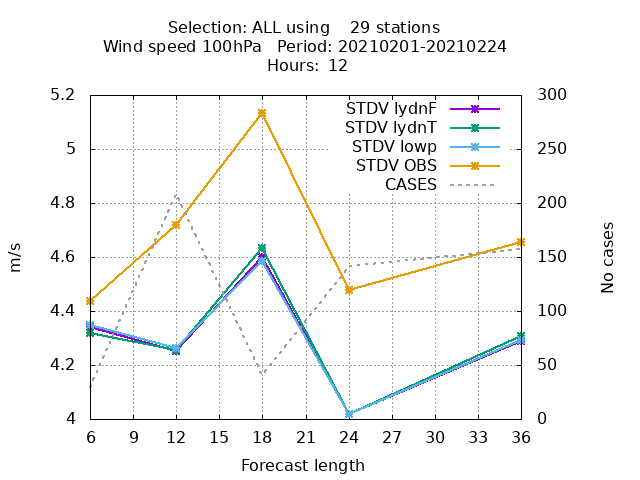 Selection: ALL using    29 stations
Wind speed 100hPa   Period: 20210201-20210224
Hours:  12
5.2
5
4.8
4.6
4.4
4.2
4
m/s
300
250
200
150
100
50
0
No cases
STDV IydnF
STDV IydnT
STDV lowp
STDV OBS
CASES
6 9 12 15 18 21 24 27 30 33 36
Forecast length